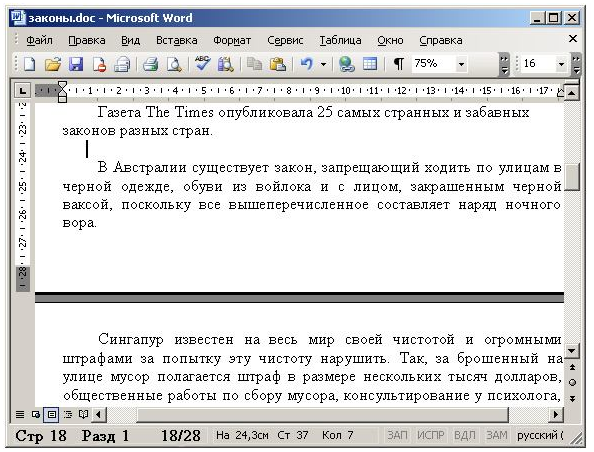 законы.doc - Microsoft Word
Файл Правка Вид Вставка Формат Сервис Таблица Окно Справка
75% 16
Газета The Times опубликовала 25 самых странных и забавных
законов разных стран.
В Австралии существует закон, запрещающий ходить по улицам в
черной одежде, обуви из войлока и с лицом, закрашенным черной
ваксой, поскольку все вышеперечисленное составляет наряд ночного
вора.
Сингапур известен на весь мир своей чистотой и огромными
штрафами за попытку эту чистоту нарушить. Так, за брошенный на
улице мусор полагается штраф в размере нескольких тысяч долларов,
общественные работы по сбору мусора, консультирование у психолога,
Стр 18 Разд 1 18/28 На 24,3см Ст 37 Кол 7 ЗАП ИСПР ВДЛ ЗАМ русский (